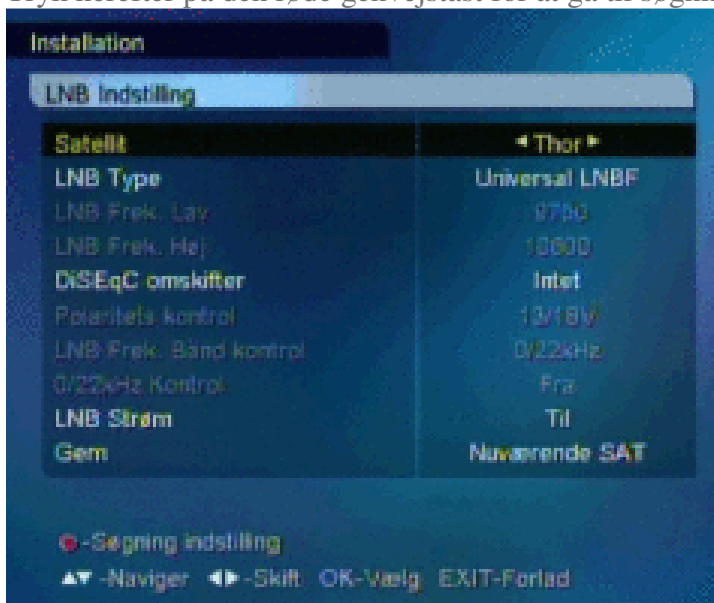 Installation
LNB Indstilling
Satellit ◄Thor►
LNB Type Universal LNBF
LNB Frek. Lav 9750
LNB Frek. Høj 10600
DiSEqC omskifter Intet
Polaritets kontrol 13/18V
LNB Frek. Bånd kontrol 0/22kHz
0/22kHz Kontrol Fra
LNB Strøm Til
Gem Nuværende SAT
-Søgning indstilling
▲▼ -Naviger ◄► -Skift OK-Vælg EXIT-Forlad